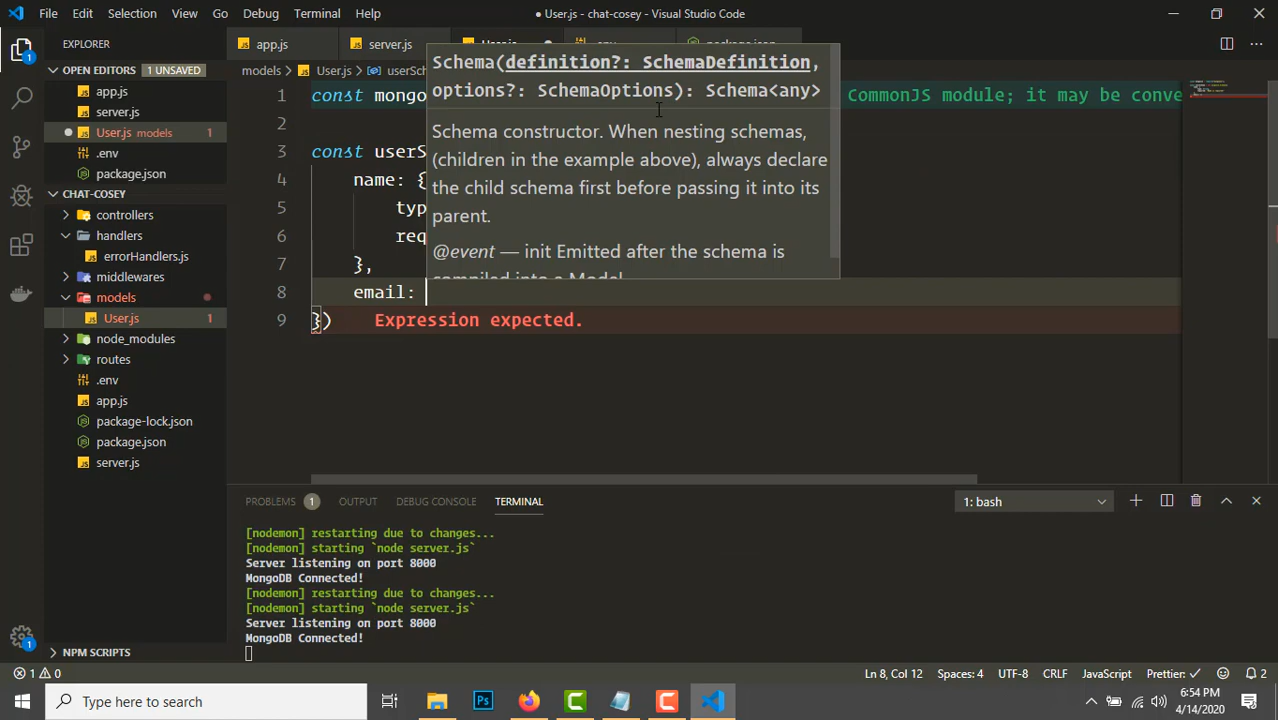 File Edit Selection View Go Debug Terminal Help ● User.js - chat-cosey - Visual Studio Code
EXPLORER
app.js server.js
1
OPEN EDITORS 1 UNSAVED
app.js
server.js
User.js models 1
.env
package.json
CHAT-COSEY
controllers
handlers
errorHandlers.js
middlewares
models
User.js 1
node_modules
routes
.env
app.js
package-lock.json
package.json
server.js
NPM SCRIPTS
1
models > User.js >
Schema(definition?: SchemaDefinition,
options?: SchemaOptions): Schema<any>
Schema constructor. When nesting schemas,
(children in the example above), always declare
the child schema first before passing it into its
parent.
@event — init Emitted after the schema is
compiled into a Model
1 const mongo CommonJS module; it may be conve
2
3 const userS
4 name: {
5 typ
6 req
7 },
8 email:
9 }) Expression expected.
PROBLEMS 1 OUTPUT DEBUG CONSOLE TERMINAL 1: bash
[nodemon] restarting due to changes...
[nodemon] starting `node server.js`
Server listening on port 8000
MongoDB Connected!
[nodemon] restarting due to changes...
[nodemon] starting `node server.js`
Server listening on port 8000
MongoDB Connected!
1 0 Ln 8, Col 12 Spaces: 4 UTF-8 CRLF JavaScript Prettier: ✓ 2
Type here to search
Ps
6:54 PM
4/14/2020